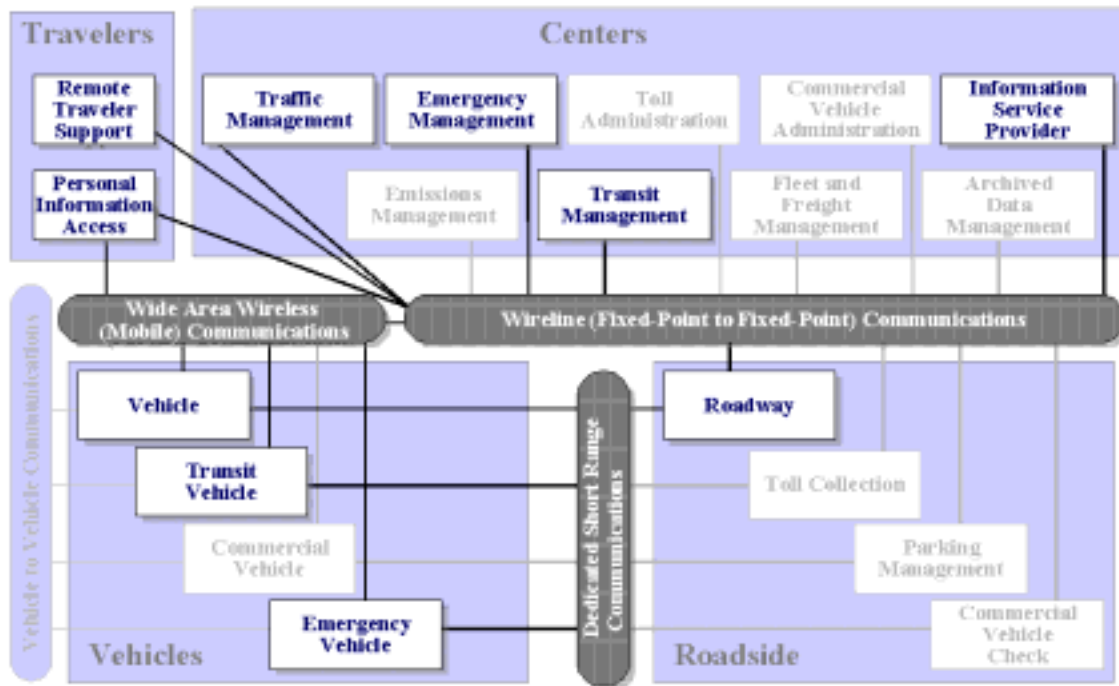 Travelers
Centers
Remote
Traveler
Support
Traffic
Management
Emergency
Management
Toll
Administration
Commercial
Vehicle
Administration
Information
Service
Provider
Personal
Information
Access
Emissions
Management
Transit
Management
Fleet and
Freight
Management
Archived
Data
Management
Wide Area Wireless
(Mobile) Communications
Wireline (Fixed-Point to Fixed-Point) Communications
Vehicle to Vehicle Communications
Vehicle
Roadway
Transit
Vehicle
Dedicated Short Range
Communications
Toll Collection
Commercial
Vehicle
Parking
Management
Emergency
Vehicle
Commercial
Vehicle
Check
Vehicles
Roadside